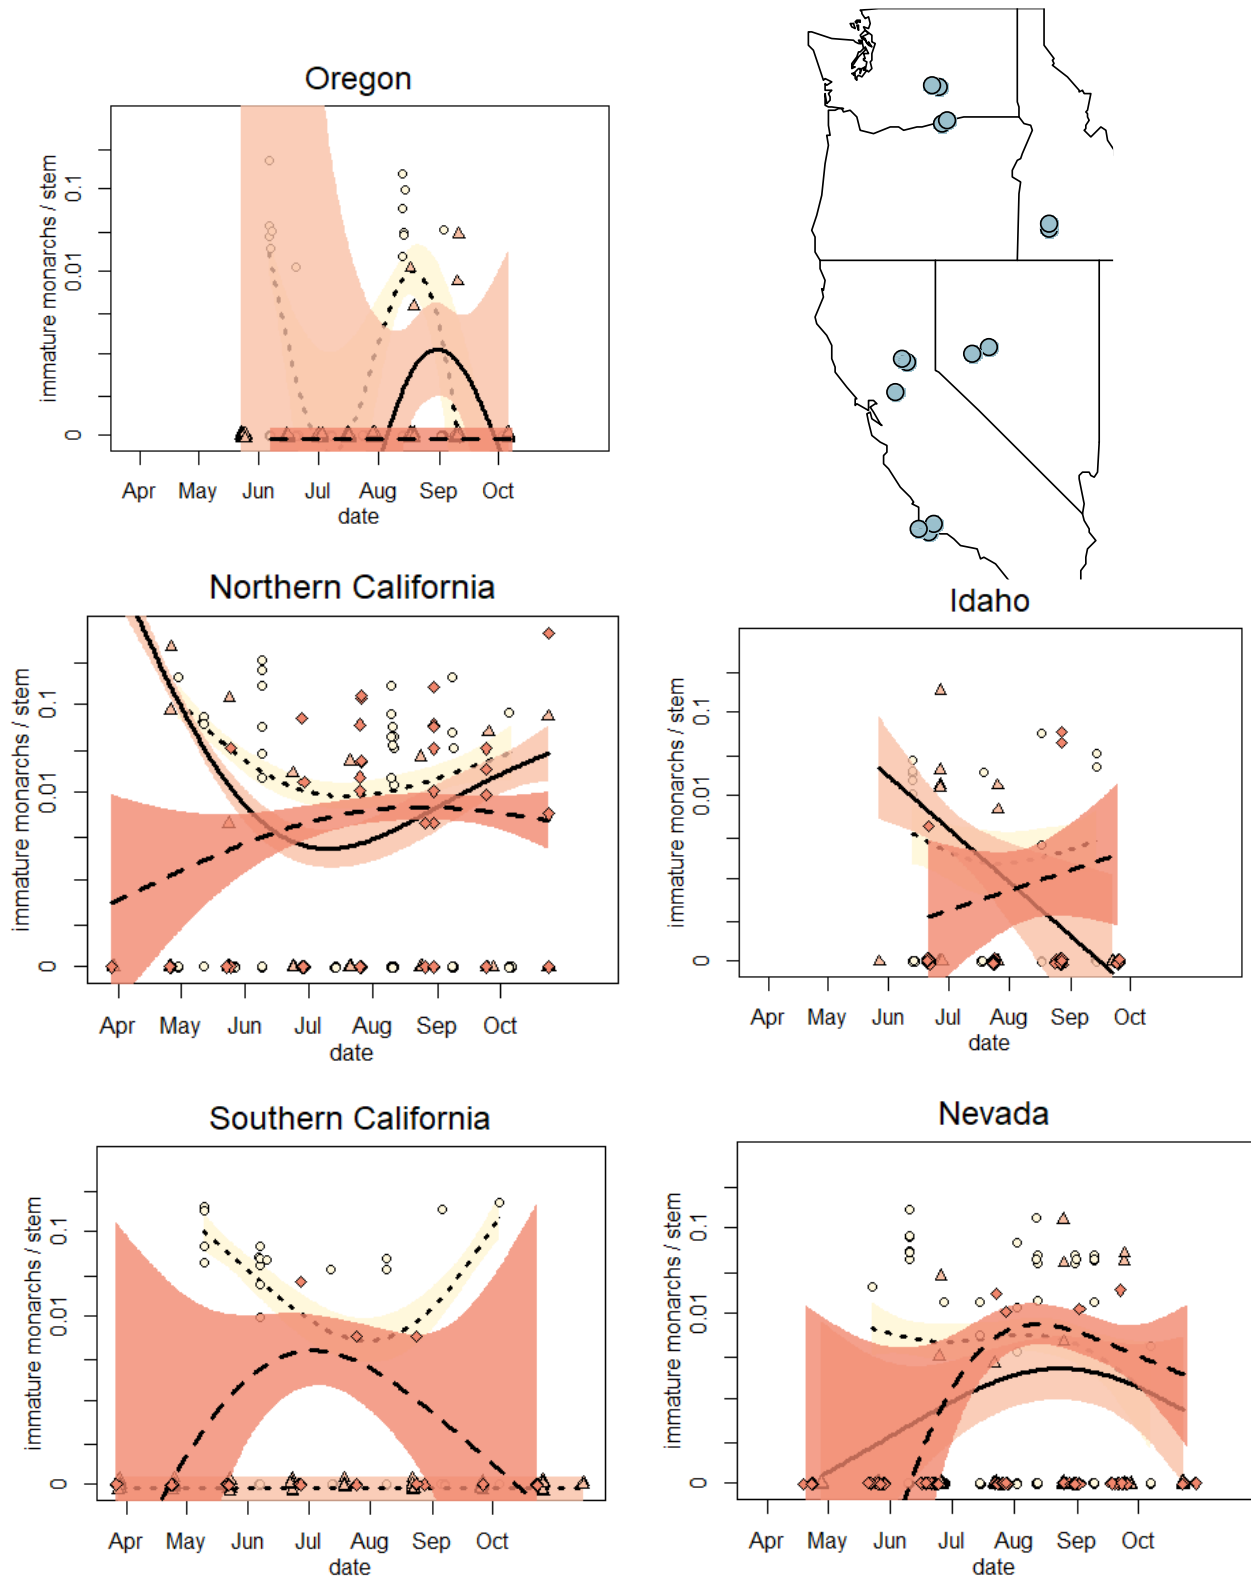 Oregon
immature monarchs / stem
0.1
0.01
0
Apr May Jun Jul Aug Sep Oct
date
Northern California
immature monarchs / stem
0.1
0.01
0
Apr May Jun Jul Aug Sep Oct
date
Idaho
immature monarchs / stem
0.1
0.01
0
Apr May Jun Jul Aug Sep Oct
date
Southern California
immature monarchs / stem
0.1
0.01
0
Apr May Jun Jul Aug Sep Oct
date
Nevada
immature monarchs / stem
0.1
0.01
0
Apr May Jun Jul Aug Sep Oct
date